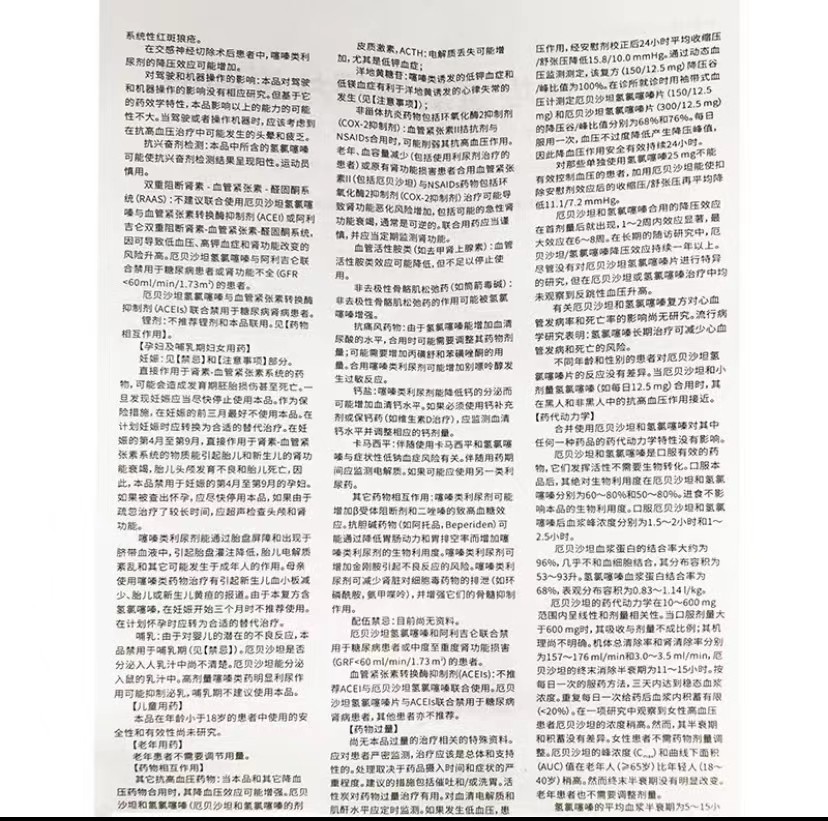 系统性红斑狼疮。
在交感神经切除术后患者中，噻嗪类利
尿剂的降压效应可能增加。
对驾驶和机器操作的影响：本品对驾驶
和机器操作的影响没有相应研究。但基于它
的药效学特性，本品影响以上的能力的可能
性不大。当驾驶或者操作机器时，应该考虑到
在抗高血压治疗中可能发生的头晕和疲乏。
抗兴奋剂检测：本品中所含的氢氯噻嗪
可能使抗兴奋剂检测结果呈现阳性。运动员
慎用。
双重阻断肾素-血管紧张素-醛固酮系
统(RAAS)：不建议联合使用厄贝沙坦氢氯噻
嗪与血管紧张素转换酶抑制剂(ACEI)或阿利
吉仑双重阻断肾素-血管紧张素-醛固酮系统，
因可导致低血压、高钾血症和肾功能改变的
风险升高。厄贝沙坦氢氯噻嗪与阿利吉仑联
合禁用于糖尿病患者或肾功能不全(GFR
<60ml/min/1.73m²)的患者。
厄贝沙坦氢氯噻嗪与血管紧张素转换酶
抑制剂(ACEIs)联合禁用于糖尿病肾病患者。
锂剂：不推荐锂剂和本品联用。见【药物
相互作用】。
【孕妇及哺乳期妇女用药】
妊娠：见【禁忌】和【注意事项】部分。
直接作用于肾素-血管紧张素系统的药
物，可能会造成发育期胚胎损伤甚至死亡。一
旦发现妊娠应当尽快停止使用本品。作为保
险措施，在妊娠的前三月最好不使用本品。在
计划妊娠时应转换为合适的替代治疗。在妊
娠的第4月至第9月，直接作用于肾素-血管紧
张素系统的物质能引起胎儿和新生儿的肾功
能衰竭，胎儿头颅发育不良和胎儿死亡，因
此，本品禁用于妊娠的第4月至第9月的孕妇。
如果被查出怀孕，应尽快停用本品，如果由于
疏忽治疗了较长时间，应超声检查头颅和肾
功能。
噻嗪类利尿剂能通过胎盘屏障和出现于
脐带血液中，引起胎盘灌注降低，胎儿电解质
紊乱和其它可能发生于成年人的作用。母亲
使用噻嗪类药物治疗有引起新生儿血小板减
少、胎儿或新生儿黄疸的报道。由于本复方含
氢氯噻嗪，在妊娠开始三个月时不推荐使用。
在计划怀孕时应转为合适的替代治疗。
哺乳：由于对婴儿的潜在的不良反应，本
品禁用于哺乳期(见【禁忌】)。厄贝沙坦是否
分泌入人乳汁中尚不清楚。厄贝沙坦能分泌
入鼠的乳汁中。高剂量噻嗪类药明显利尿作
用可能抑制泌乳，哺乳期不建议使用本品。
【儿童用药】
本品在年龄小于18岁的患者中使用的安
全性和有效性尚未研究。
【老年用药】
老年患者不需要调节用量。
【药物相互作用】
其它抗高血压药物：当本品和其它降血
压药物合用时，其降血压效应可能增强。厄贝
沙坦和氢氯噻嗪(厄贝沙坦和氢氯噻嗪的剂
皮质激素，ACTH：电解质丢失可能增
加，尤其是低钾血症；
洋地黄糖苷：噻嗪类诱发的低钾血症和
低镁血症有利于洋地黄诱发的心律失常的
发生(见【注意事项】)；
非甾体抗炎药物包括环氧化酶2抑制剂
(COX-2抑制剂)：血管紧张素II拮抗剂与
NSAIDs合用时，可能削弱其抗高血压作用。
老年、血容量减少(包括使用利尿剂治疗的
患者)或原有肾功能损害患者合用血管紧张
素II(包括厄贝沙坦)与NSAIDs药物包括环
氧化酶2抑制剂(COX-2抑制剂)治疗可能导
致肾功能恶化风险增加，包括可能的急性肾
功能衰竭，通常是可逆的。联合用药应当谨
慎，并应当定期监测肾功能。
血管活性胺类(如去甲肾上腺素)：血管
活性胺类效应可能降低，但不足以停止使
用。
非去极性骨骼肌松弛药(如筒箭毒碱)：
非去极性骨骼肌松弛药的作用可能被氢氯
噻嗪增强。
抗痛风药物：由于氢氯噻嗪能增加血清
尿酸的水平，合用时可能需要调整其药物剂
量；可能需要增加丙磺舒和苯磺唑酮的用
量。合用噻嗪类利尿剂可能增加别嘌呤醇发
生过敏反应。
钙盐：噻嗪类利尿剂能降低钙的分泌而
可能增加血清钙水平。如果必须使用钙补充
剂或保钙药(如维生素D治疗)，应监测血清
钙水平并调整相应的钙剂量。
卡马西平：伴随使用卡马西平和氢氯噻
嗪与症状性低钠血症风险有关。伴随用药期
间应监测电解质。如果可能应使用另一类利
尿药。
其它药物相互作用：噻嗪类利尿剂可能
增加β受体阻断剂和二唑嗪的致高血糖效
应。抗胆碱药物(如阿托品，Beperiden)可
能通过降低胃肠动力和胃排空率而增加噻
嗪类利尿剂的生物利用度。噻嗪类利尿剂可
增加金刚胺引起不良反应的风险。噻嗪类利
尿剂可减少肾脏对细胞毒药物的排泄(如环
磷酰胺，氨甲喋呤)，并增强它们的骨髓抑制
作用。
配伍禁忌：目前尚无资料。
厄贝沙坦氢氯噻嗪和阿利吉仑联合禁
用于糖尿病患者或中度至重度肾功能损害
(GRF<60 ml/min/1.73 m²)的患者。
血管紧张素转换酶抑制剂(ACEIs)：不推
荐ACEI与厄贝沙坦氢氯噻嗪联合使用。厄贝
沙坦氢氯噻嗪片与ACEIs联合禁用于糖尿病
肾病患者，其他患者亦不推荐。
【药物过量】
尚无本品过量的治疗相关的特殊资料。
应对患者严密监测，治疗应该是总体和支持
性的。处理取决于药品摄入时间和症状的严
重程度。建议的措施包括催吐和/或洗胃。活
性炭对药物过量治疗有用。对血清电解质和
肌酐水平应定时监测。如果发生低血压，患
压作用，经安慰剂校正后24小时平均收缩压
/舒张压降低15.8/10.0 mmHg。通过动态血
压监测测定，该复方(150/12.5 mg)降压谷
/峰比值为100%。在诊所就诊时用袖带式血
压计测定厄贝沙坦氢氯噻嗪片(150/12.5
mg)和厄贝沙坦氢氯噻嗪片(300/12.5mg)
的降压谷/峰比值分别为68%和76%。每日
服用一次，血压不过度降低产生降压峰值，
因此降血压作用安全有效持续24小时。
对那些单独使用氢氯噻嗪25 mg不能
有效控制血压的患者，加用厄贝沙坦能使扣
除安慰剂效应后的收缩压/舒张压再平均降
低11.1/7.2 mmHg。
厄贝沙坦和氢氯噻嗪合用的降压效应
在首剂量后就出现，1~2周内效应显著，最
大效应在6~8周。在长期的随访研究中，厄
贝沙坦/氢氯噻嗪降压效应持续一年以上。
尽管没有对厄贝沙坦氢氯噻嗪片进行特异
的研究，但在厄贝沙坦或氢氯噻嗪治疗中均
未观察到反跳性血压升高。
有关厄贝沙坦和氢氯噻嗪复方对心血
管发病率和死亡率的影响尚无研究。流行病
学研究表明：氢氯噻嗪长期治疗可减少心血
管发病和死亡的风险。
不同年龄和性别的患者对厄贝沙坦氢
氯噻嗪片的反应没有差异。当厄贝沙坦和小
剂量氢氯噻嗪(如每日12.5 mg)合用时，其
在黑人和非黑人中的抗高血压作用接近。
【药代动力学】
合并使用厄贝沙坦和氢氯噻嗪对其中
任何一种药品的药代动力学特性没有影响。
厄贝沙坦和氢氯噻嗪是口服有效的药
物，它们发挥活性不需要生物转化。口服本
品后，其绝对生物利用度在厄贝沙坦和氢氯
噻嗪分别为60~80%和50~80%。进食不影
响本品的生物利用度。口服厄贝沙坦和氢氯
噻嗪后血浆峰浓度分别为1.5~2小时和1~
2.5小时。
厄贝沙坦血浆蛋白的结合率大约为
96%，几乎不和血细胞结合，其分布容积为
53~93升。氢氯噻嗪血浆蛋白结合率为
68%，表观分布容积为0.83~1.14 l/kg。
厄贝沙坦的药代动力学在10~600 mg
范围内呈线性和剂量相关性。当口服剂量大
于600 mg时，其吸收与剂量不成比例；其机
理尚不明确。机体总清除率和肾清除率分别
为157~176 ml/min和3.0~3.5 ml/min，厄
贝沙坦的终末消除半衰期为11~15小时。按
每日一次的服药方法，三天内达到稳态血浆
浓度。重复每日一次给药后血浆内积蓄有限
(<20%)。在一项研究中观察到女性高血压
患者厄贝沙坦的浓度稍高。然而，其半衰期
和积蓄没有差异。女性患者不需药物剂量调
整。厄贝沙坦的峰浓度(Cmax)和曲线下面积
(AUC)值在老年人(≥65岁)比年轻人(18~
40岁)稍高。然而终末半衰期没有明显改变。
老年患者也不需要调整剂量。
氢氯噻嗪的平均血浆半衰期为5~15小